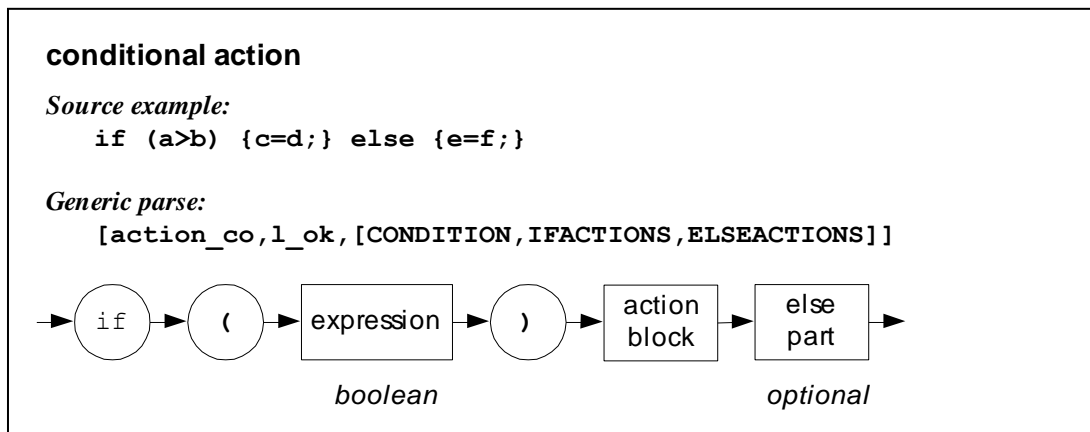 conditional action
Source example:
if (a>b) {c=d;} else {e=f;}
Generic parse:
[action_co,l_ok,[CONDITION,IFACTIONS,ELSEACTIONS]]
if ( expression ) action block else part
boolean optional